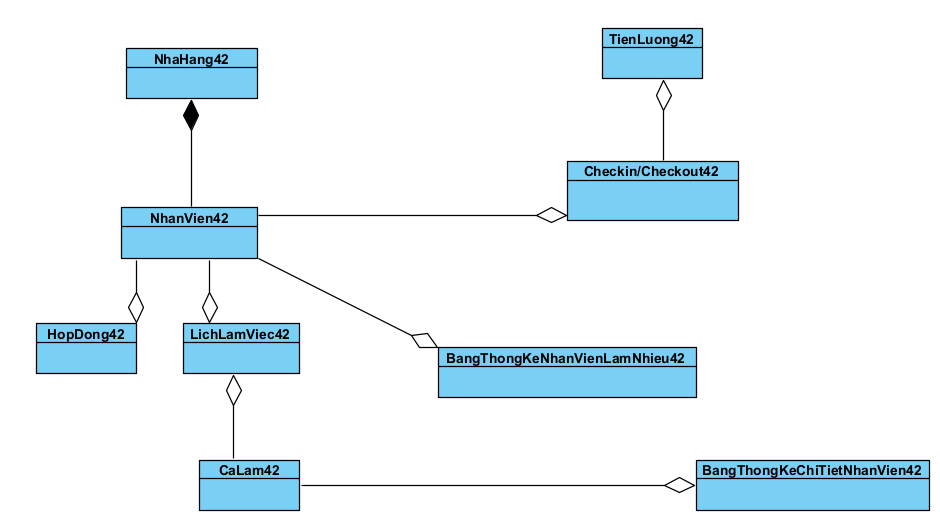 TienLuong42
NhaHang42
Checkin/Checkout42
NhanVien42
HopDong42
LichLamViec42
BangThongKeNhanVienLamNhieu42
CaLam42
BangThongKeChiTietNhanVien42